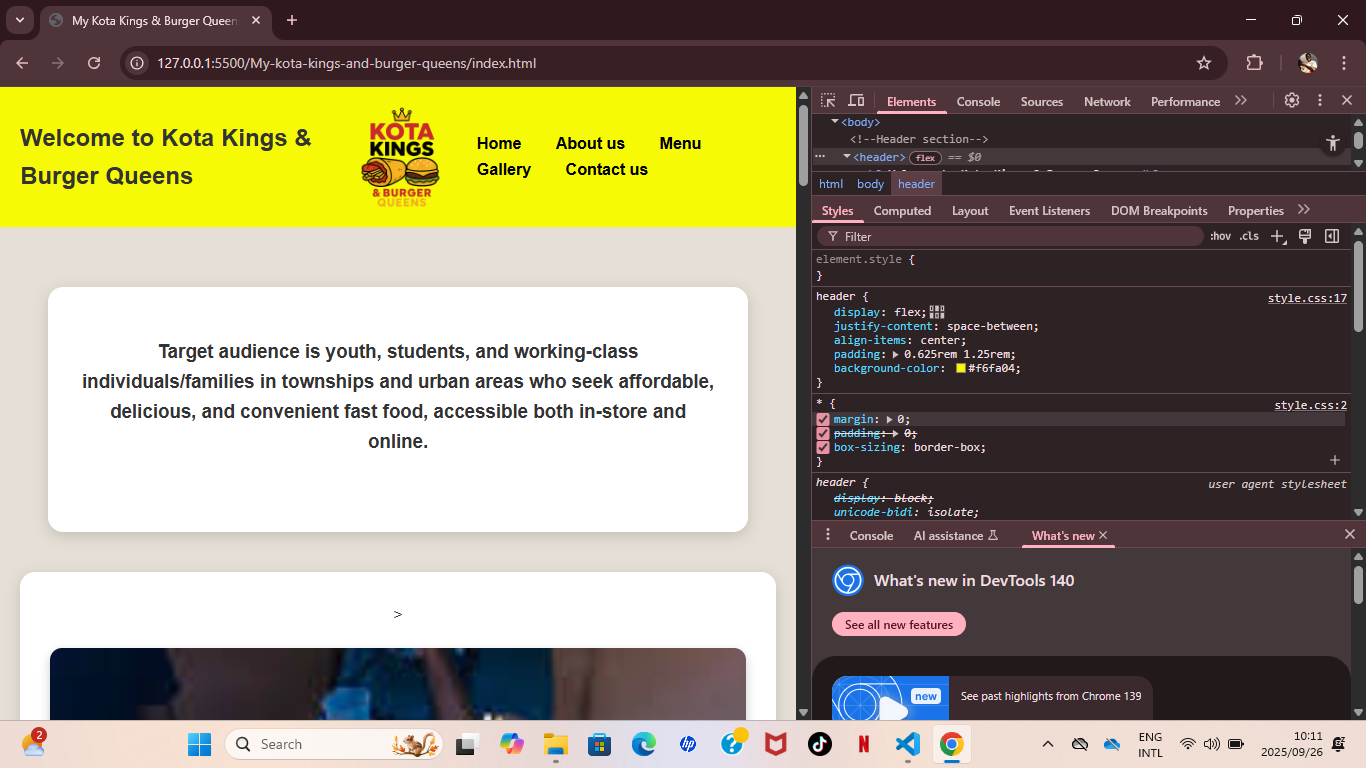 My Kota Kings & Burger Queen
127.0.0.1:5500/My-kota-kings-and-burger-queens/index.html
Welcome to Kota Kings &
Burger Queens
KOTA
KINGS
& BURGER
QUEENS
Home About us Menu
Gallery Contact us
Target audience is youth, students, and working-class
individuals/families in townships and urban areas who seek affordable,
delicious, and convenient fast food, accessible both in-store and
online.
>
Elements Console Sources Network Performance
<body>
<!--Header section-->
<header> flex == $0
html body header
Styles Computed Layout Event Listeners DOM Breakpoints Properties
Filter :hov .cls
element.style {
}
header { style.css:17
display: flex;
justify-content: space-between;
align-items: center;
padding: 0.625rem 1.25rem;
background-color: #f6fa04;
}
* { style.css:2
margin: 0;
padding: 0;
box-sizing: border-box;
}
header { user agent stylesheet
display: block;
unicode-bidi: isolate;
Console AI assistance What's new
What's new in DevTools 140
See all new features
new
See past highlights from Chrome 139
2
Search
hp
N
ENG
INTL
10:11
2025/09/26